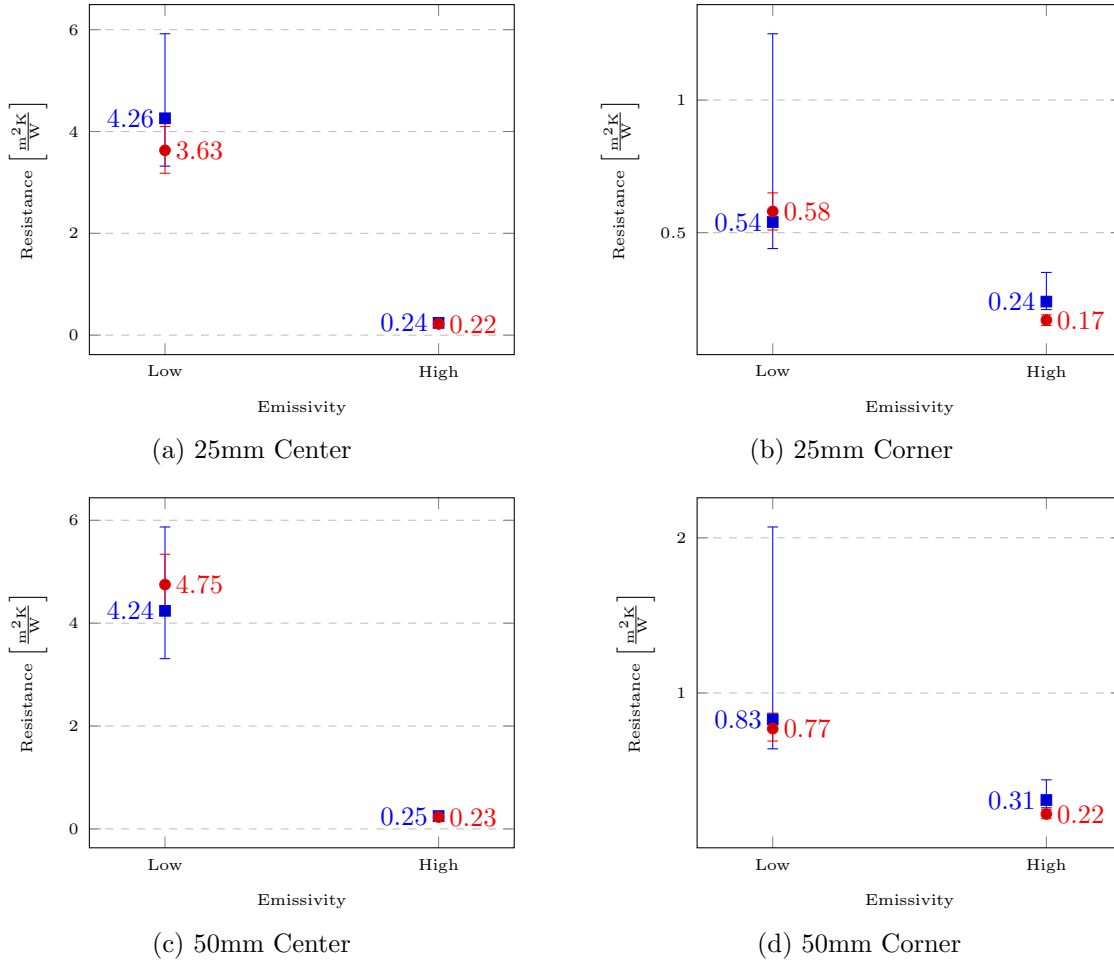 6
4
2
0
Resistance [m²K/W]
4.26
3.63
0.24
0.22
Low
High
Emissivity
(a) 25mm Center
1
0.5
Resistance [m²K/W]
0.54
0.58
0.24
0.17
Low
High
Emissivity
(b) 25mm Corner
6
4
2
0
Resistance [m²K/W]
4.24
4.75
0.25
0.23
Low
High
Emissivity
(c) 50mm Center
2
1
Resistance [m²K/W]
0.83
0.77
0.31
0.22
Low
High
Emissivity
(d) 50mm Corner